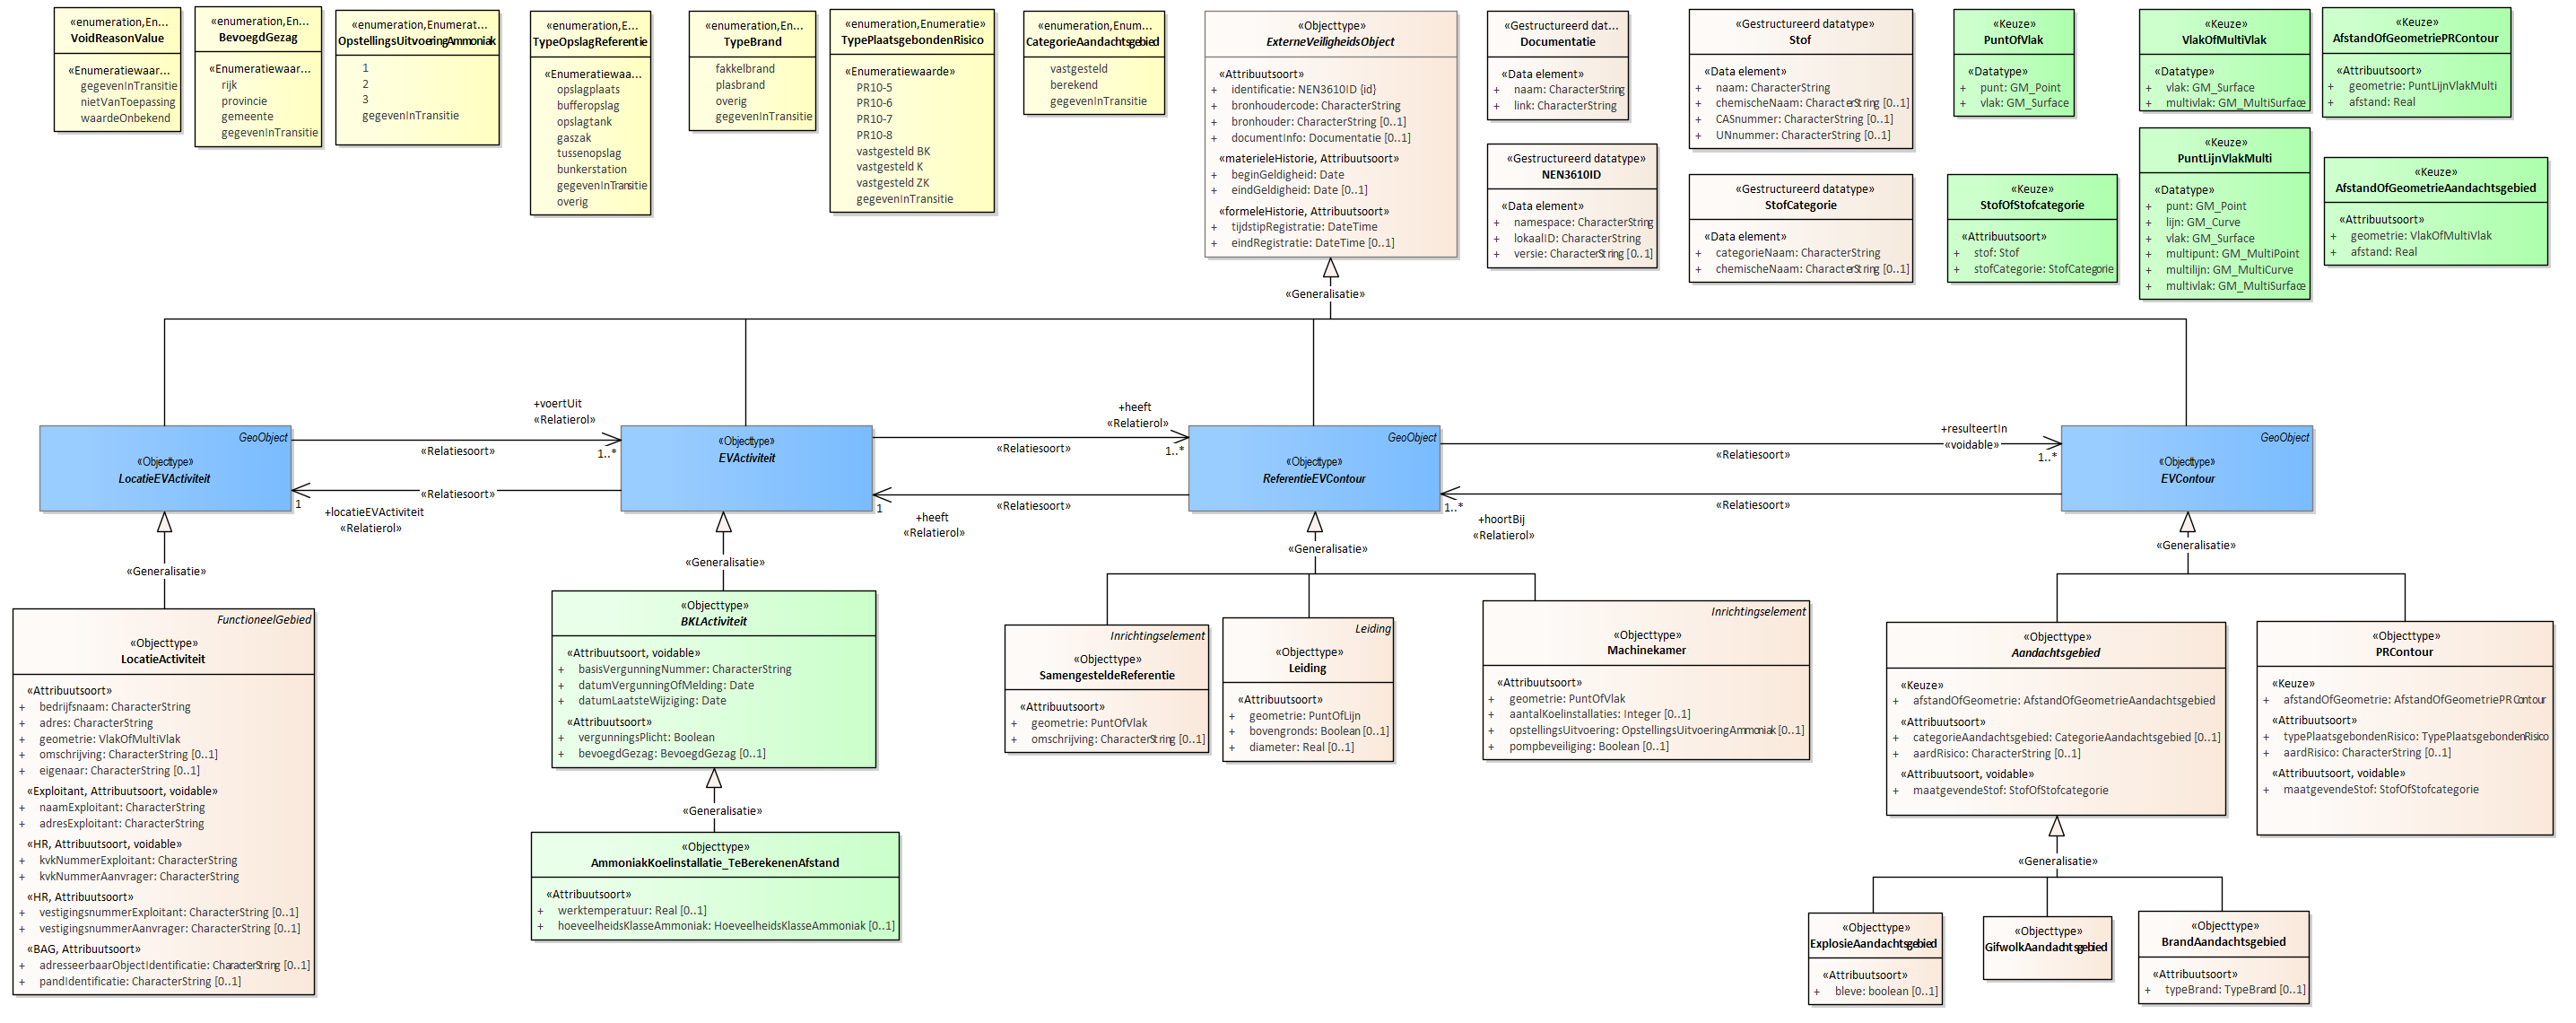 «enumeration,En...
VoidReasonValue
«Enumeratiewaar...
gegevenInTransitie
nietVanToepassing
waardeOnbekend
«enumeration,En...
BevoegdGezag
«Enumeratiewaar...
rijk
provincie
gemeente
gegevenInTransitie
«enumeration,Enumerat...
OpstellingsUitvoeringAmmoniak
1
2
3
gegevenInTransitie
«enumeration,E...
TypeOpslagReferentie
«Enumeratiewaa...
opslagplaats
bufferopslag
opslagtank
gaszak
tussenopslag
bunkerstation
gegevenInTransitie
overig
«enumeration,En...
TypeBrand
fakkelbrand
plasbrand
overig
gegevenInTransitie
«enumeration,Enumeratie»
TypePlaatsgebondenRisico
«Enumeratiewaarde»
PR10-5
PR10-6
PR10-7
PR10-8
vastgesteld BK
vastgesteld K
vastgesteld ZK
gegevenInTransitie
«enumeration,Enum...
CategorieAandachtsgebied
vastgesteld
berekend
gegevenInTransitie
«Objecttype»
ExterneVeiligheidsObject
«Attribuutsoort»
+ identificatie: NEN3610ID {id}
+ bronhoudercode: CharacterString
+ bronhouder: CharacterString [0..1]
+ documentInfo: Documentatie [0..1]
«materieleHistorie, Attribuutsoort»
+ beginGeldigheid: Date
+ eindGeldigheid: Date [0..1]
«formeleHistorie, Attribuutsoort»
+ tijdstipRegistratie: DateTime
+ eindRegistratie: DateTime [0..1]
«Gestructureerd dat...
Documentatie
«Data element»
+ naam: CharacterString
+ link: CharacterString
«Gestructureerd datatype»
NEN3610ID
«Data element»
+ namespace: CharacterString
+ lokaalID: CharacterString
+ versie: CharacterString [0..1]
«Gestructureerd datatype»
Stof
«Data element»
+ naam: CharacterString
+ chemischeNaam: CharacterString [0..1]
+ CASnummer: CharacterString [0..1]
+ UNnummer: CharacterString [0..1]
«Gestructureerd datatype»
StofCategorie
«Data element»
+ categorieNaam: CharacterString
+ chemischeNaam: CharacterString [0..1]
«Keuze»
PuntOfVlak
«Datatype»
+ punt: GM_Point
+ vlak: GM_Surface
«Keuze»
StofOfStofcategorie
«Attribuutsoort»
+ stof: Stof
+ stofCategorie: StofCategorie
«Keuze»
VlakOfMultiVlak
«Datatype»
+ vlak: GM_Surface
+ multivlak: GM_MultiSurface
«Keuze»
PuntLijnVlakMulti
«Datatype»
+ punt: GM_Point
+ lijn: GM_Curve
+ vlak: GM_Surface
+ multipunt: GM_MultiPoint
+ multilijn: GM_MultiCurve
+ multivlak: GM_MultiSurface
«Keuze»
AfstandOfGeometriePRContour
«Attribuutsoort»
+ geometrie: PuntLijnVlakMulti
+ afstand: Real
«Keuze»
AfstandOfGeometrieAandachtsgebied
«Attribuutsoort»
+ geometrie: VlakOfMultiVlak
+ afstand: Real
«Generalisatie»
GeoObject
«Objecttype»
LocatieEVActiviteit
+voertUit
«Relatierol»
«Relatiesoort»
1..*
«Relatiesoort»
1
+locatieEVActiviteit
«Relatierol»
«Objecttype»
EVActiviteit
+heeft
«Relatierol»
«Relatiesoort»
1..*
«Relatiesoort»
1
+heeft
«Relatierol»
GeoObject
«Objecttype»
ReferentieEVContour
+resulteertIn
«voidable»
«Relatiesoort»
1..*
«Relatiesoort»
1..*
+hoortBij
«Relatierol»
GeoObject
«Objecttype»
EVContour
«Generalisatie»
«Generalisatie»
«Generalisatie»
«Generalisatie»
FunctioneelGebied
«Objecttype»
LocatieActiviteit
«Attribuutsoort»
+ bedrijfsnaam: CharacterString
+ adres: CharacterString
+ geometrie: VlakOfMultiVlak
+ omschrijving: CharacterString [0..1]
+ eigenaar: CharacterString [0..1]
«Exploitant, Attribuutsoort, voidable»
+ naamExploitant: CharacterString
+ adresExploitant: CharacterString
«HR, Attribuutsoort, voidable»
+ kvkNummerExploitant: CharacterString
+ kvkNummerAanvrager: CharacterString
«HR, Attribuutsoort»
+ vestigingsnummerExploitant: CharacterString [0..1]
+ vestigingsnummerAanvrager: CharacterString [0..1]
«BAG, Attribuutsoort»
+ adresseerbaarObjectIdentificatie: CharacterString [0..1]
+ pandIdentificatie: CharacterString [0..1]
«Objecttype»
BKLActiviteit
«Attribuutsoort, voidable»
+ basisVergunningNummer: CharacterString
+ datumVergunningOfMelding: Date
+ datumLaatsteWijziging: Date
«Attribuutsoort»
+ vergunningsPlicht: Boolean
+ bevoegdGezag: BevoegdGezag [0..1]
«Generalisatie»
«Objecttype»
AmmoniakKoelinstallatie_TeBerekenenAfstand
«Attribuutsoort»
+ werktemperatuur: Real [0..1]
+ hoeveelheidsKlasseAmmoniak: HoeveelheidsKlasseAmmoniak [0..1]
Inrichtingselement
«Objecttype»
SamengesteldeReferentie
«Attribuutsoort»
+ geometrie: PuntOfVlak
+ omschrijving: CharacterString [0..1]
Leiding
«Objecttype»
Leiding
«Attribuutsoort»
+ geometrie: PuntOfLijn
+ bovengronds: Boolean [0..1]
+ diameter: Real [0..1]
Inrichtingselement
«Objecttype»
Machinekamer
«Attribuutsoort»
+ geometrie: PuntOfVlak
+ aantalKoelinstallaties: Integer [0..1]
+ opstellingsUitvoering: OpstellingsUitvoeringAmmoniak [0..1]
+ pompbeveiliging: Boolean [0..1]
«Objecttype»
Aandachtsgebied
«Keuze»
+ afstandOfGeometrie: AfstandOfGeometrieAandachtsgebied
«Attribuutsoort»
+ categorieAandachtsgebied: CategorieAandachtsgebied [0..1]
+ aardRisico: CharacterString [0..1]
«Attribuutsoort, voidable»
+ maatgevendeStof: StofOfStofcategorie
«Objecttype»
PRContour
«Keuze»
+ afstandOfGeometrie: AfstandOfGeometriePRContour
«Attribuutsoort»
+ typePlaatsgebondenRisico: TypePlaatsgebondenRisico
+ aardRisico: CharacterString [0..1]
«Attribuutsoort, voidable»
+ maatgevendeStof: StofOfStofcategorie
«Generalisatie»
«Objecttype»
ExplosieAandachtsgebied
«Attribuutsoort»
+ bleve: boolean [0..1]
«Objecttype»
GifwolkAandachtsgebied
«Objecttype»
BrandAandachtsgebied
«Attribuutsoort»
+ typeBrand: TypeBrand [0..1]